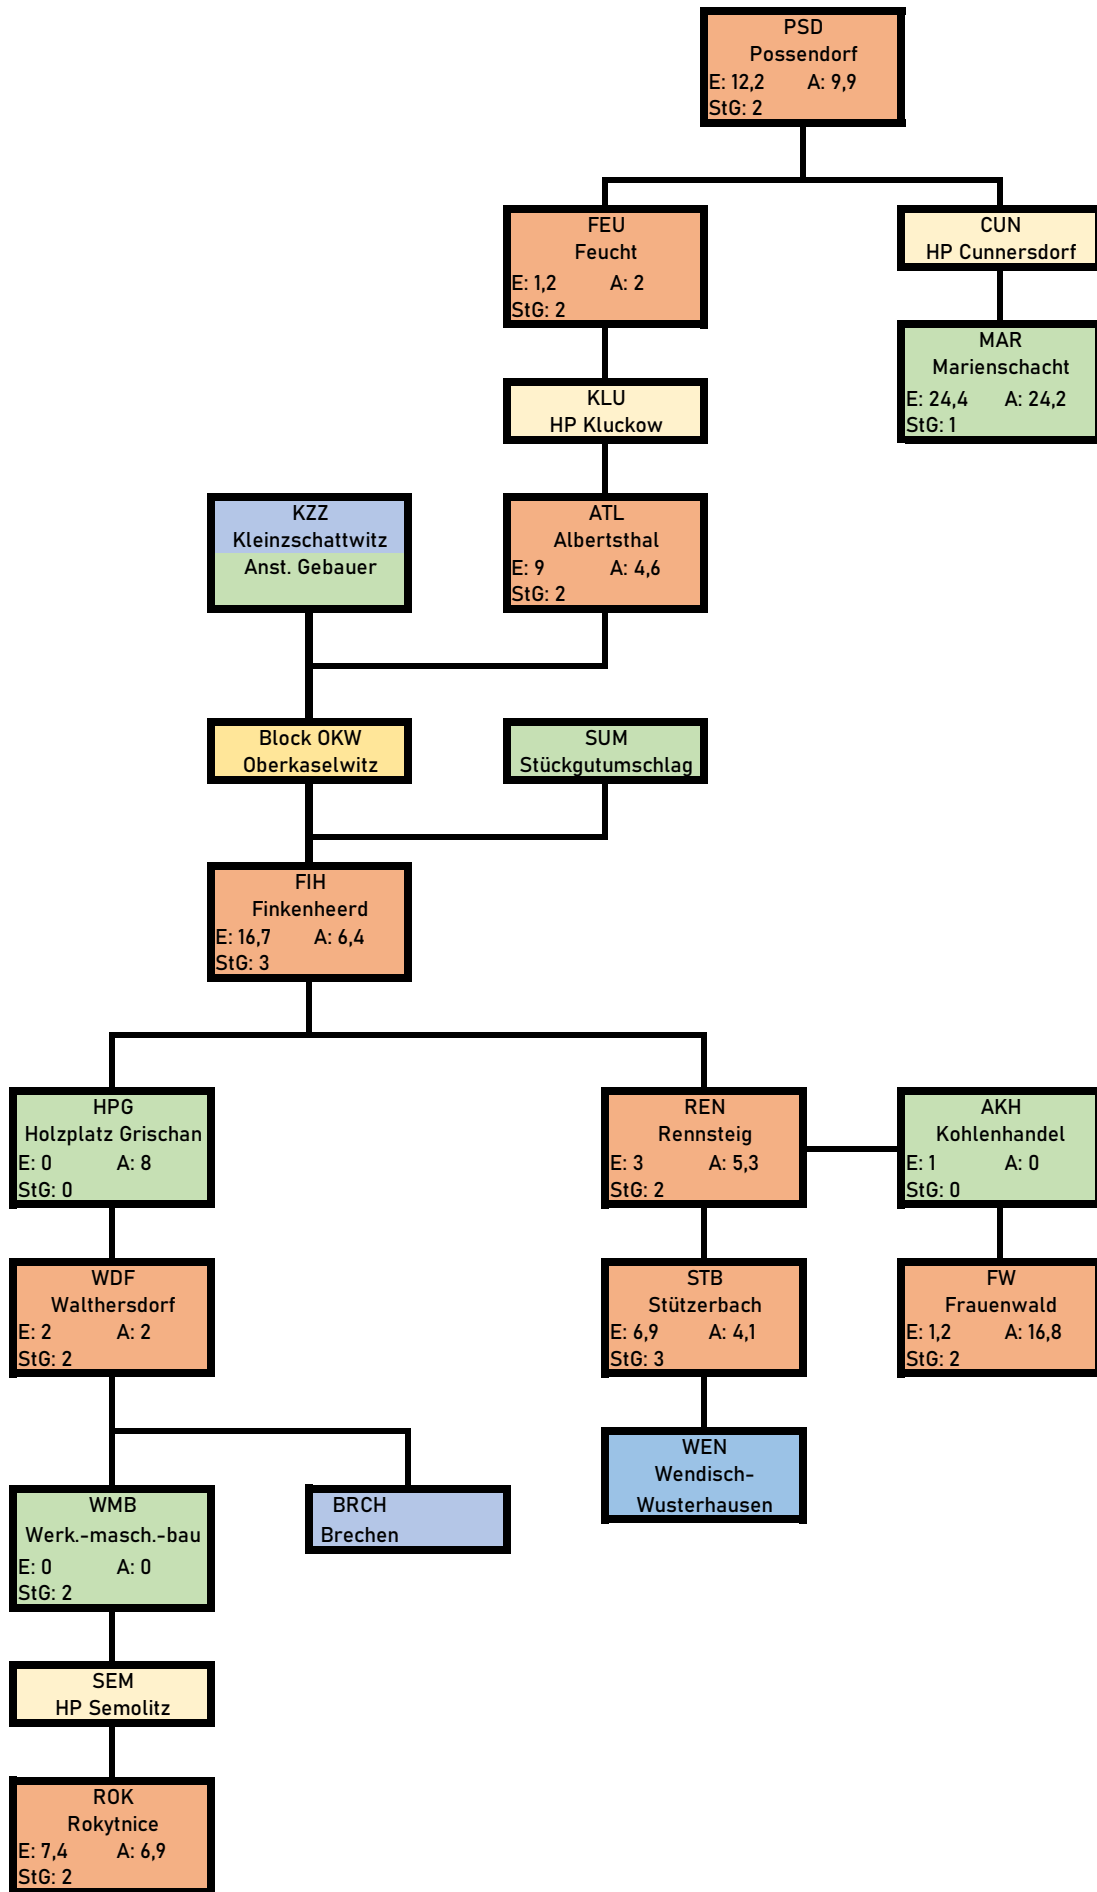 PSD
Possendorf
E: 12,2 A: 9,9
StG: 2
FEU
Feucht
E: 1,2 A: 2
StG: 2
CUN
HP Cunnersdorf
MAR
Marienschacht
E: 24,4 A: 24,2
StG: 1
KLU
HP Kluckow
KZZ
Kleinzschattwitz
Anst. Gebauer
ATL
Albertsthal
E: 9 A: 4,6
StG: 2
Block OKW
Oberkaselwitz
SUM
Stückgutumschlag
FIH
Finkenheerd
E: 16,7 A: 6,4
StG: 3
HPG
Holzplatz Grischan
E: 0 A: 8
StG: 0
REN
Rennsteig
E: 3 A: 5,3
StG: 2
AKH
Kohlenhandel
E: 1 A: 0
StG: 0
WDF
Walthersdorf
E: 2 A: 2
StG: 2
STB
Stützerbach
E: 6,9 A: 4,1
StG: 3
FW
Frauenwald
E: 1,2 A: 16,8
StG: 2
WEN
Wendisch-
Wusterhausen
WMB
Werk.-masch.-bau
E: 0 A: 0
StG: 2
BRCH
Brechen
SEM
HP Semolitz
ROK
Rokytnice
E: 7,4 A: 6,9
StG: 2